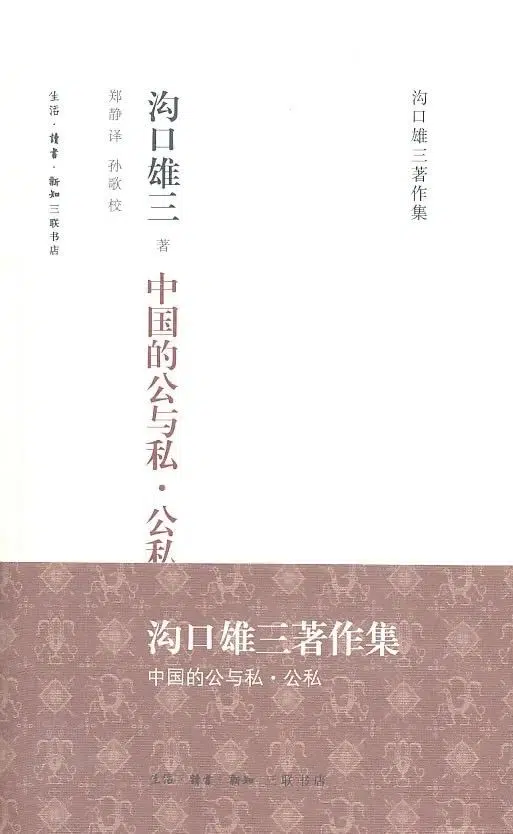 沟口雄三著作集
沟口雄三 著
中国的公与私·公私
郑静 译 孙歌 校
生活·讀書·新知 三联书店
沟口雄三著作集
中国的公与私·公私
生活·讀書·新知 三联书店